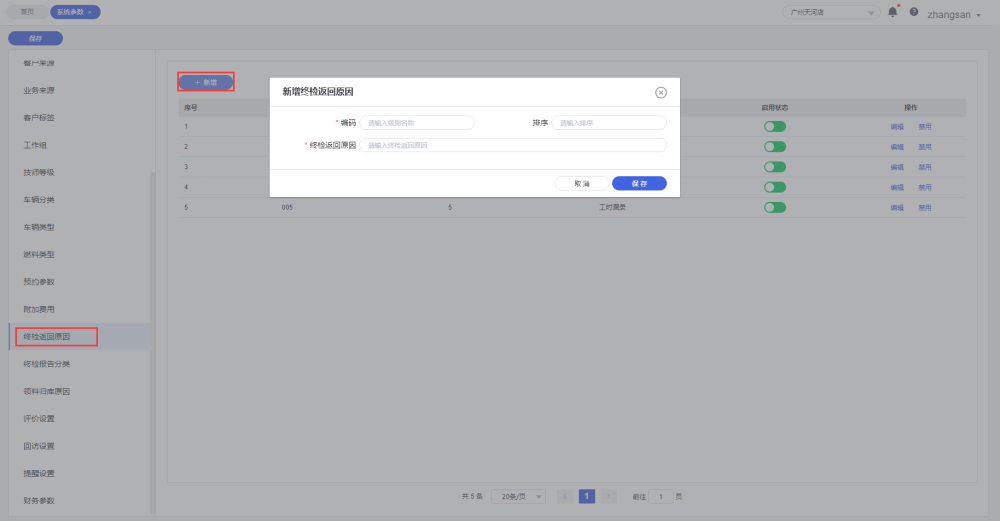 首页
系统参数
广州天河店
zhangsan
保存
客户来源
业务来源
客户标签
工作组
技师等级
车辆分类
车辆类型
燃料类型
预约参数
附加费用
终检返回原因
终检报告分类
领料归库原因
评价设置
回访设置
提醒设置
财务参数
+ 新增
序号 启用状态 操作
1 编辑 禁用
2 编辑 禁用
3 编辑 禁用
4 编辑 禁用
5 005 5 工时漏录 编辑 禁用
新增终检返回原因
* 编码 请输入装损名称 排序 请输入排序
* 终检返回原因 请输入终检返回原因
取消 保存
共 5 条 20条/页 1 前往 1 页